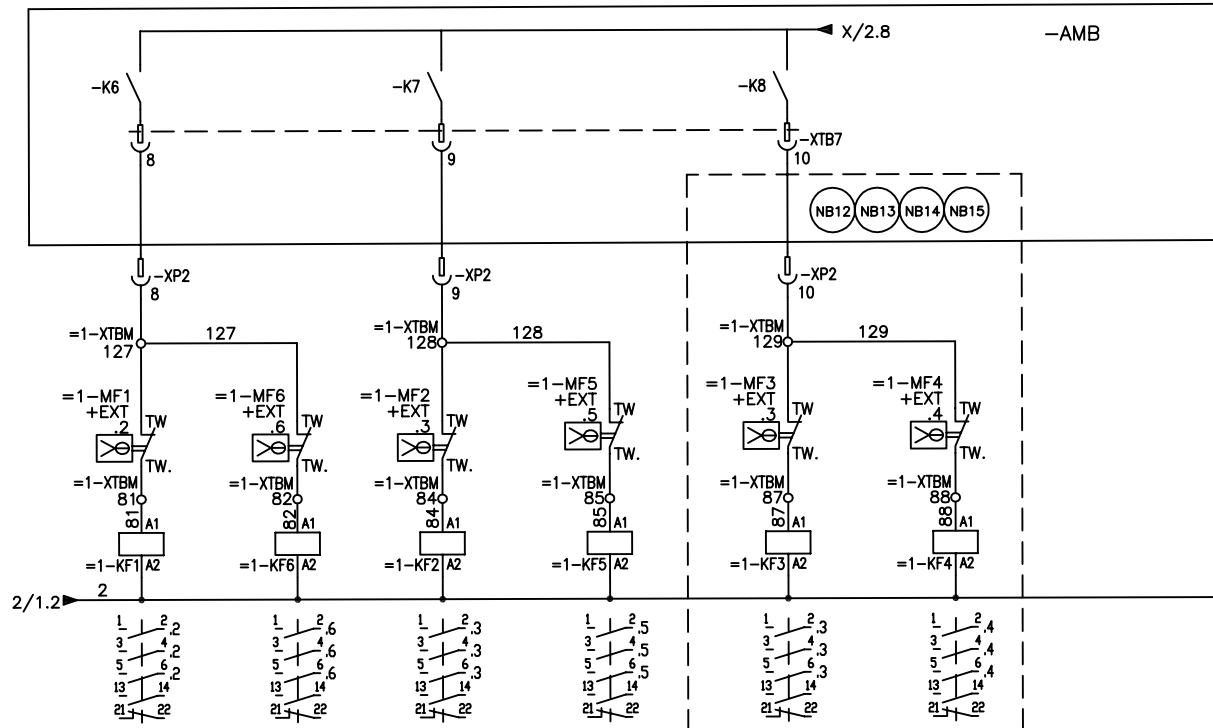 X/2.8
-AMB
-K6
-K7
-K8
8
9
-XTB7
10
NB12
NB13
NB14
NB15
-XP2
8
-XP2
9
-XP2
10
=1-XTBM
127
127
=1-XTBM
128
128
=1-XTBM
129
129
=1-MF1
+EXT
.2
TW
TW.
=1-MF6
+EXT
.6
TW
TW.
=1-MF2
+EXT
.3
TW
TW.
=1-MF5
+EXT
.5
TW
TW.
=1-MF3
+EXT
.3
TW
TW.
=1-MF4
+EXT
.4
TW
TW.
=1-XTBM
81
81
A1
=1-KF1
A2
=1-XTBM
82
82
A1
=1-KF6
A2
=1-XTBM
84
84
A1
=1-KF2
A2
=1-XTBM
85
85
A1
=1-KF5
A2
=1-XTBM
87
87
A1
=1-KF3
A2
=1-XTBM
88
88
A1
=1-KF4
A2
2/1.2
2
1 2 .2
3 4 .2
5 6 .2
13 14
21 22
1 2 .6
3 4 .6
5 6 .6
13 14
21 22
1 2 .3
3 4 .3
5 6 .3
13 14
21 22
1 2 .5
3 4 .5
5 6 .5
13 14
21 22
1 2 .3
3 4 .3
5 6 .3
13 14
21 22
1 2 .4
3 4 .4
5 6 .4
13 14
21 22